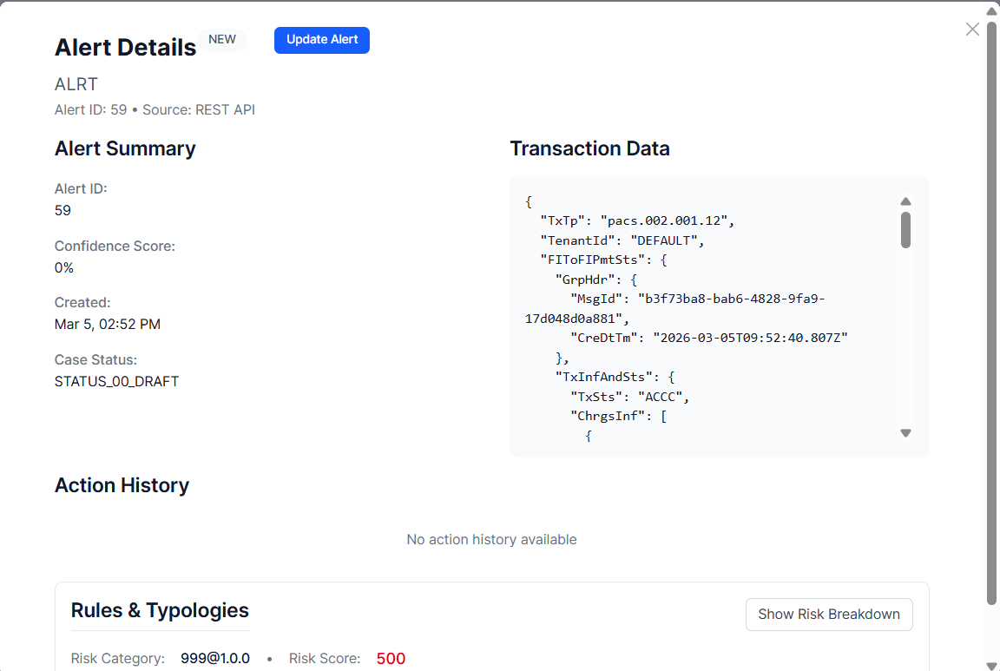 Alert Details NEW Update Alert
ALRT
Alert ID: 59 • Source: REST API
Alert Summary
Alert ID:
59
Confidence Score:
0%
Created:
Mar 5, 02:52 PM
Case Status:
STATUS_00_DRAFT
Transaction Data
{
"TxTp": "pacs.002.001.12",
"TenantId": "DEFAULT",
"FIToFIPmtSts": {
"GrpHdr": {
"MsgId": "b3f73ba8-bab6-4828-9fa9-
17d048d0a881",
"CreDtTm": "2026-03-05T09:52:40.807Z"
},
"TxInfAndSts": {
"TxSts": "ACCC",
"ChrgsInf": [
{
Action History
No action history available
Rules & Typologies
Show Risk Breakdown
Risk Category: 999@1.0.0 • Risk Score: 500